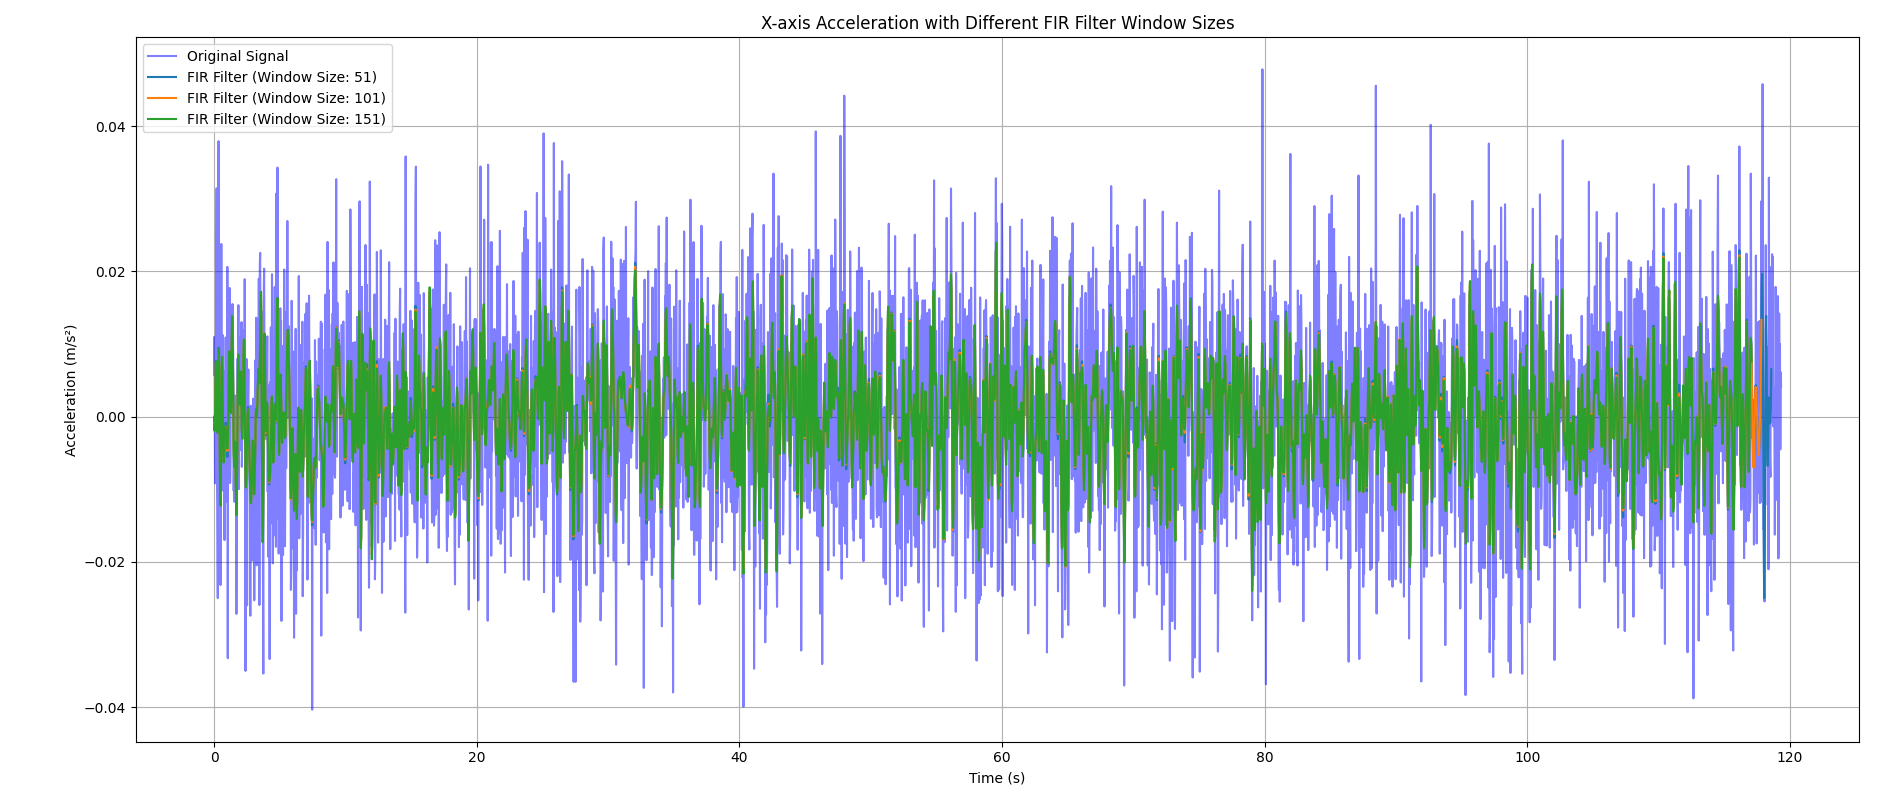 X-axis Acceleration with Different FIR Filter Window Sizes
Original Signal
FIR Filter (Window Size: 51)
FIR Filter (Window Size: 101)
FIR Filter (Window Size: 151)
Acceleration (m/s²)
0.04
0.02
0.00
−0.02
−0.04
0 20 40 60 80 100 120
Time (s)